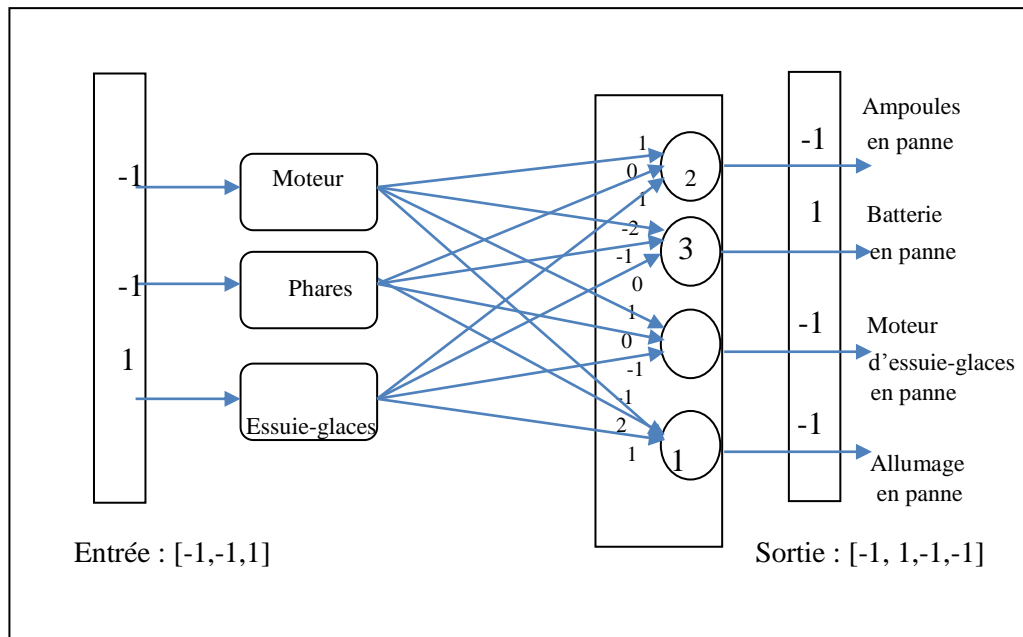 -1
Moteur
-1
Phares
1
Essuie-glaces
1
0
1
2
-2
-1
0
3
1
0
-1
-1
2
1
1
-1
Ampoules
en panne
1
Batterie
en panne
-1
Moteur
d’essuie-glaces
en panne
-1
Allumage
en panne
Entrée : [-1,-1,1]
Sortie : [-1, 1,-1,-1]